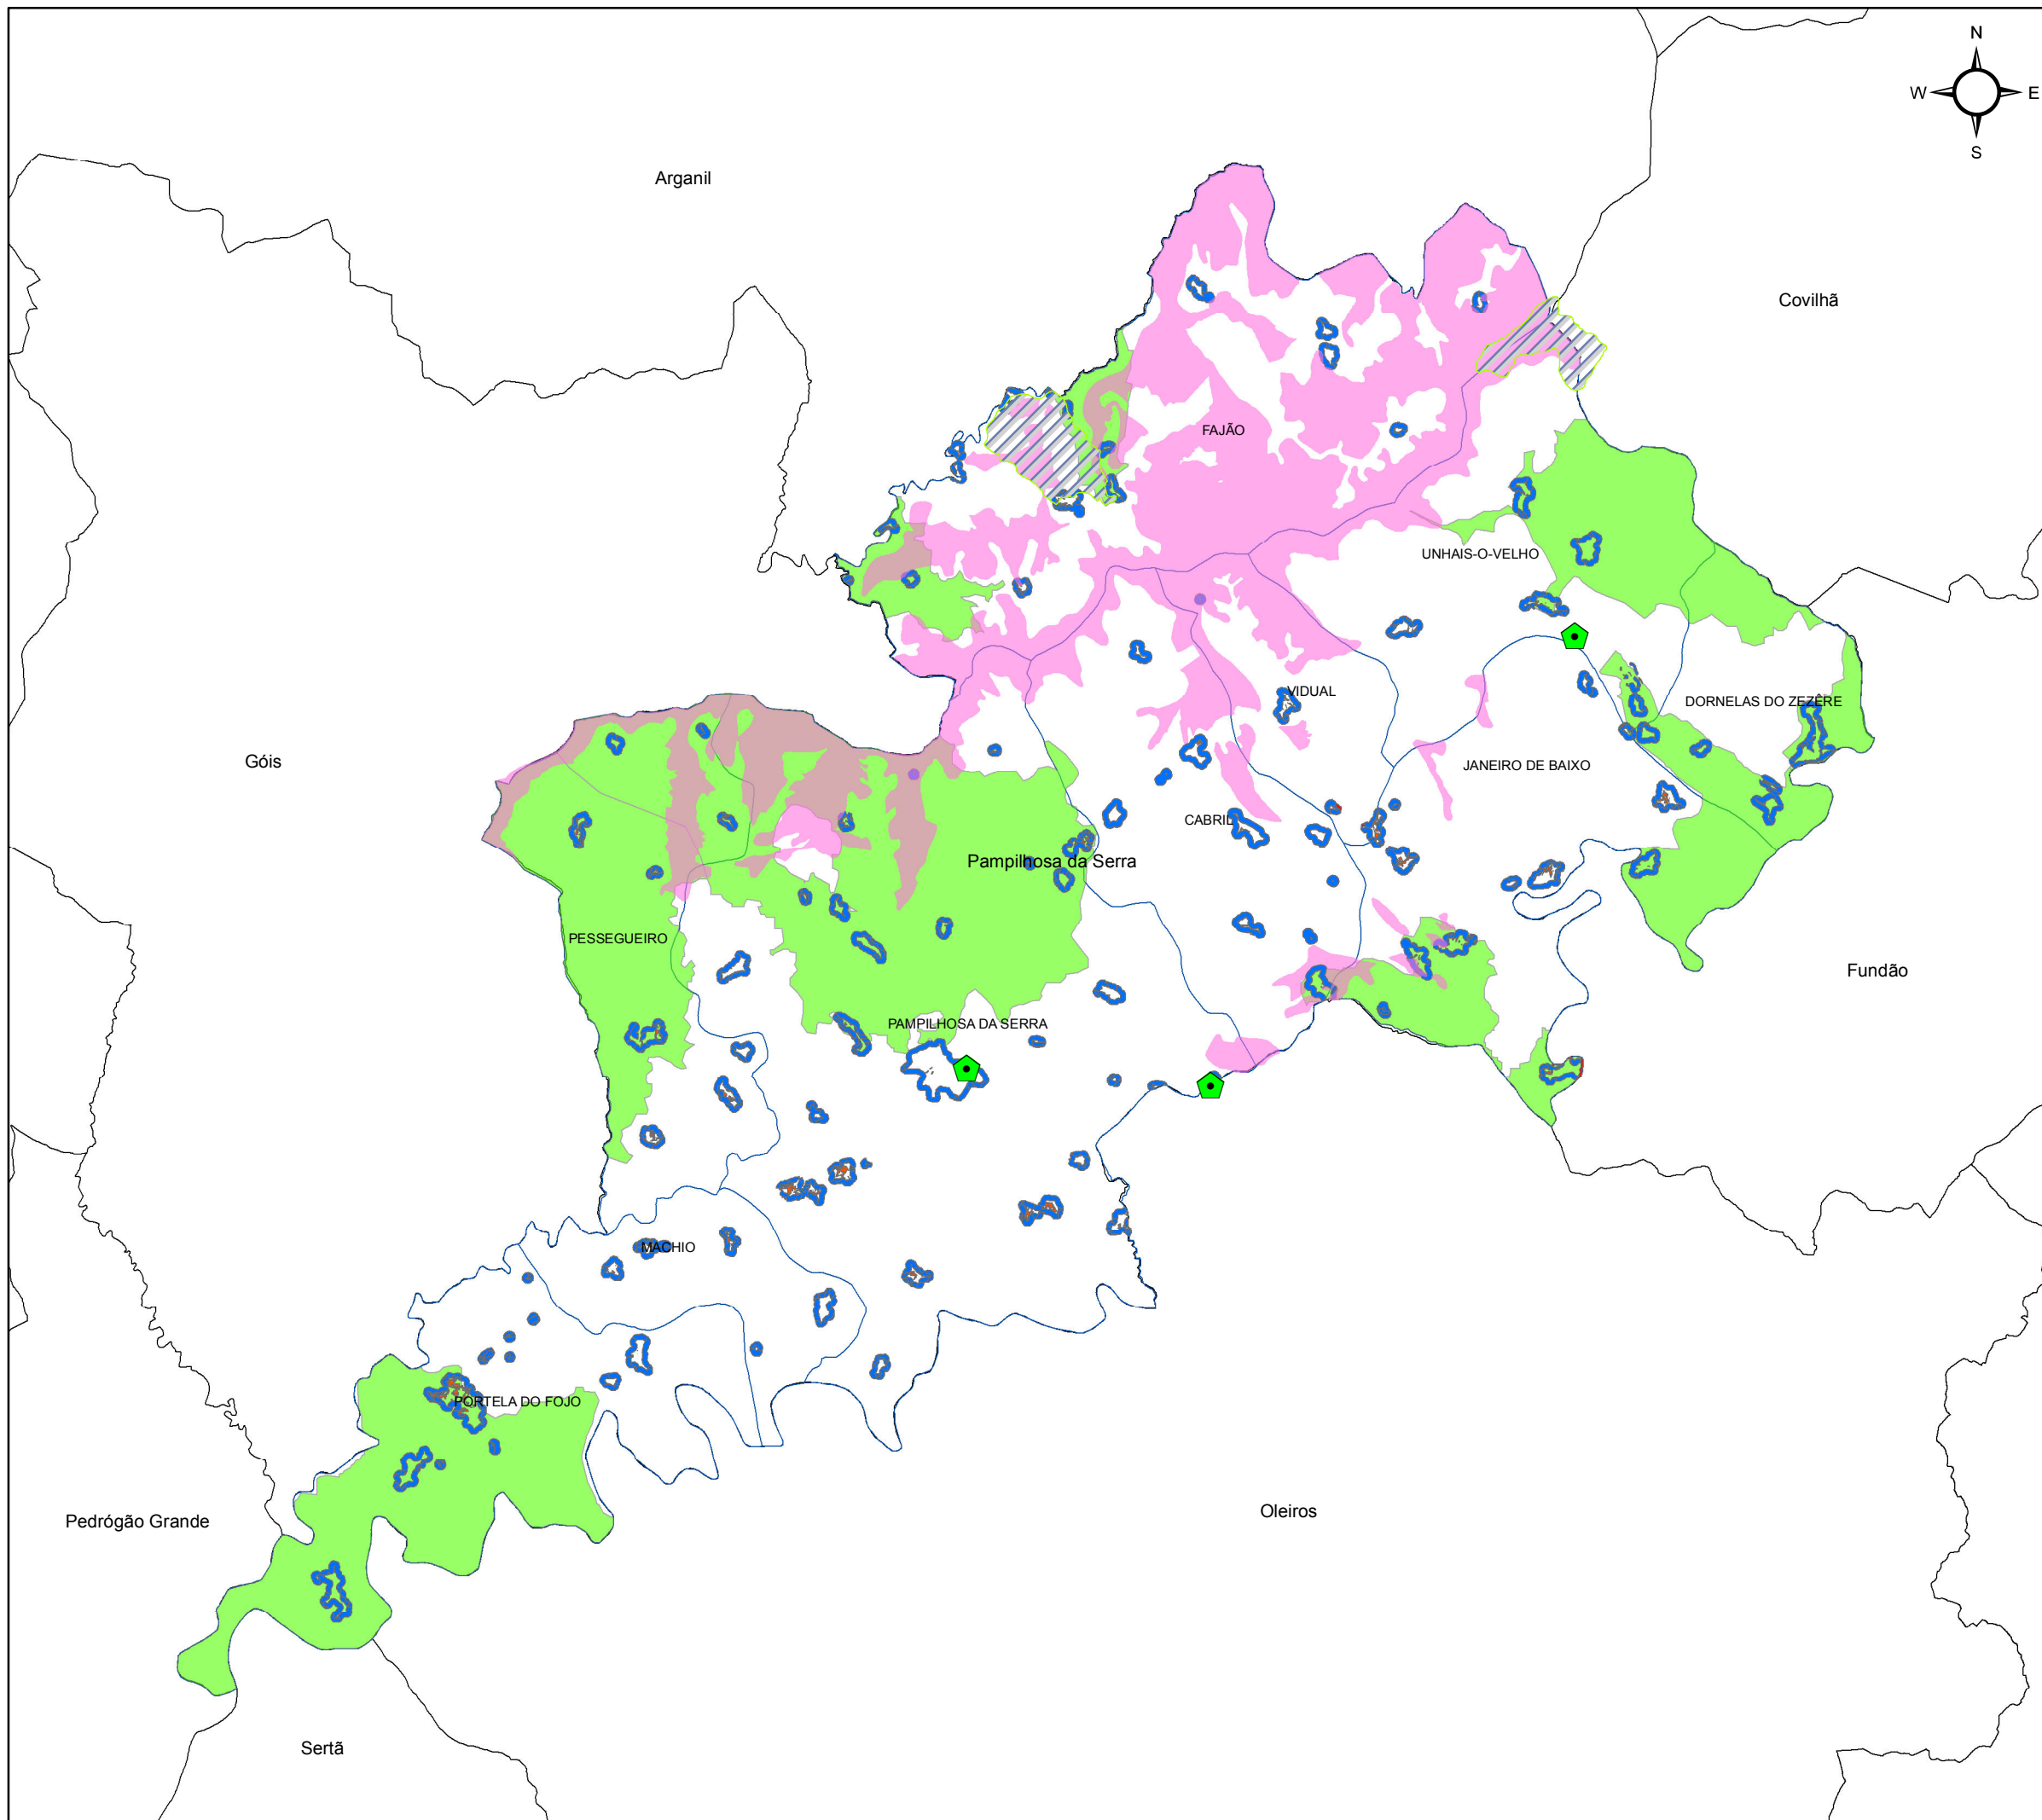 N
W E
S
Arganil
Covilhã
FAJÃO
UNHAIS-O-VELHO
VIDUAL
DORNELAS DO ZEZÊRE
Góis
JANEIRO DE BAIXO
CABRIL
Pampilhosa da Serra
PESSEGUEIRO
Fundão
PAMPILHOSA DA SERRA
MACHIO
PORTELA DO FOJO
Oleiros
Pedrógão Grande
Sertã